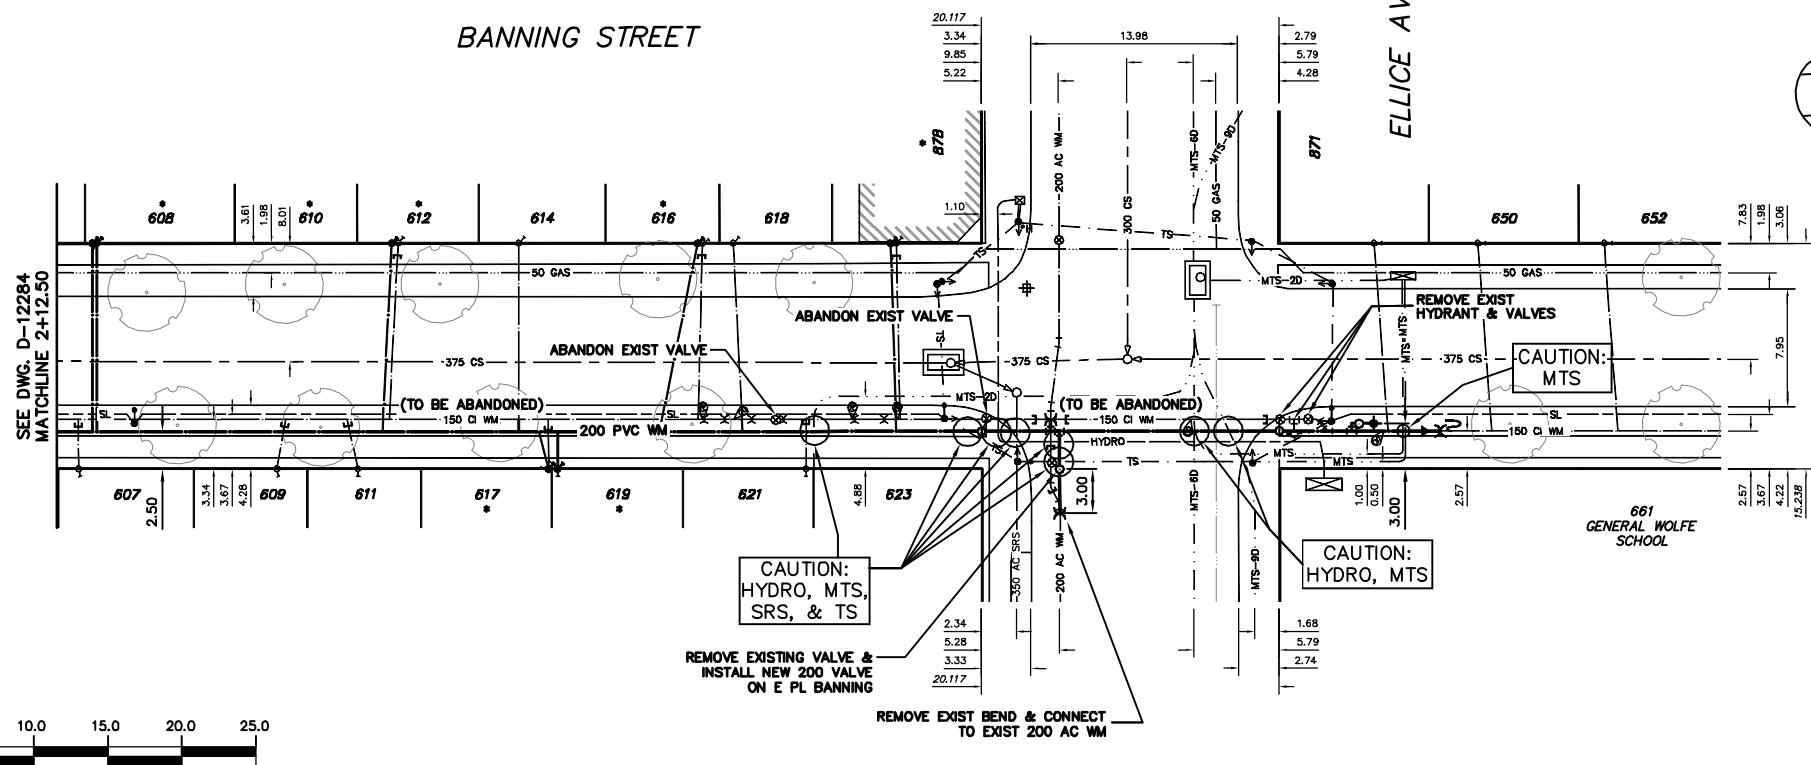 BANNING STREET
ELLICE AV
20.117
3.34
9.85
5.22
13.98
2.79
5.79
4.28
* 878
871
200 AC WM
300 CS
MTS-6D
MTS-9D
50 GAS
* 608
3.61
1.98
8.01
* 610
* 612
614
* 616
618
1.10
650
652
7.83
1.98
3.06
TS
TS
H
50 GAS
MTS-2D
50 GAS
SEE DWG. D-12284
MATCHLINE 2+12.50
REMOVE EXIST
HYDRANT & VALVES
ABANDON EXIST VALVE
ABANDON EXIST VALVE
375 CS
SL
375 CS
MTS
MTS
375 CS
CAUTION:
MTS
7.95
MTS-2D
(TO BE ABANDONED)
(TO BE ABANDONED)
SL
150 CI WM
SL
200 PVC WM
150 CI WM
HYDRO
SL
150 CI WM
TS
TS
MTS
MTS
607
2.50
3.34
3.67
4.28
609
611
617
*
619
*
621
4.88
623
3.00
1.00
0.50
3.00
2.57
2.57
3.67
4.22
15.238
661
GENERAL WOLFE
SCHOOL
350 AC SRS
200 AC WM
MTS-6D
MTS-9D
CAUTION:
HYDRO, MTS,
SRS, & TS
CAUTION:
HYDRO, MTS
2.34
5.28
3.33
20.117
1.68
5.79
2.74
REMOVE EXISTING VALVE &
INSTALL NEW 200 VALVE
ON E PL BANNING
REMOVE EXIST BEND & CONNECT
TO EXIST 200 AC WM
10.0 15.0 20.0 25.0